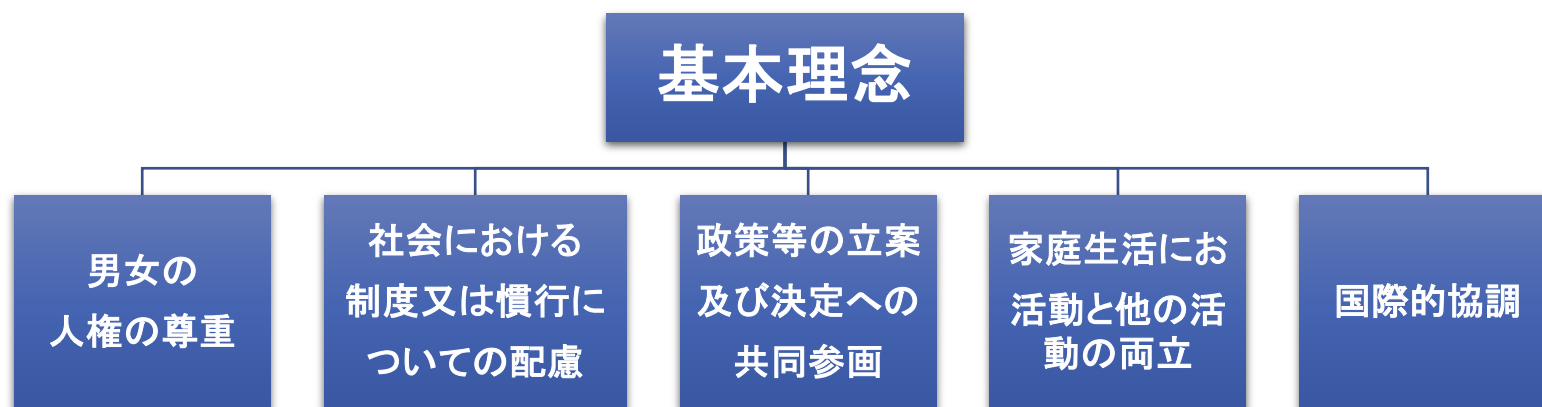 基本理念
男女の
人権の尊重
社会における
制度又は慣行に
ついての配慮
政策等の立案
及び決定への
共同参画
家庭生活にお
活動と他の活
動の両立
国際的協調